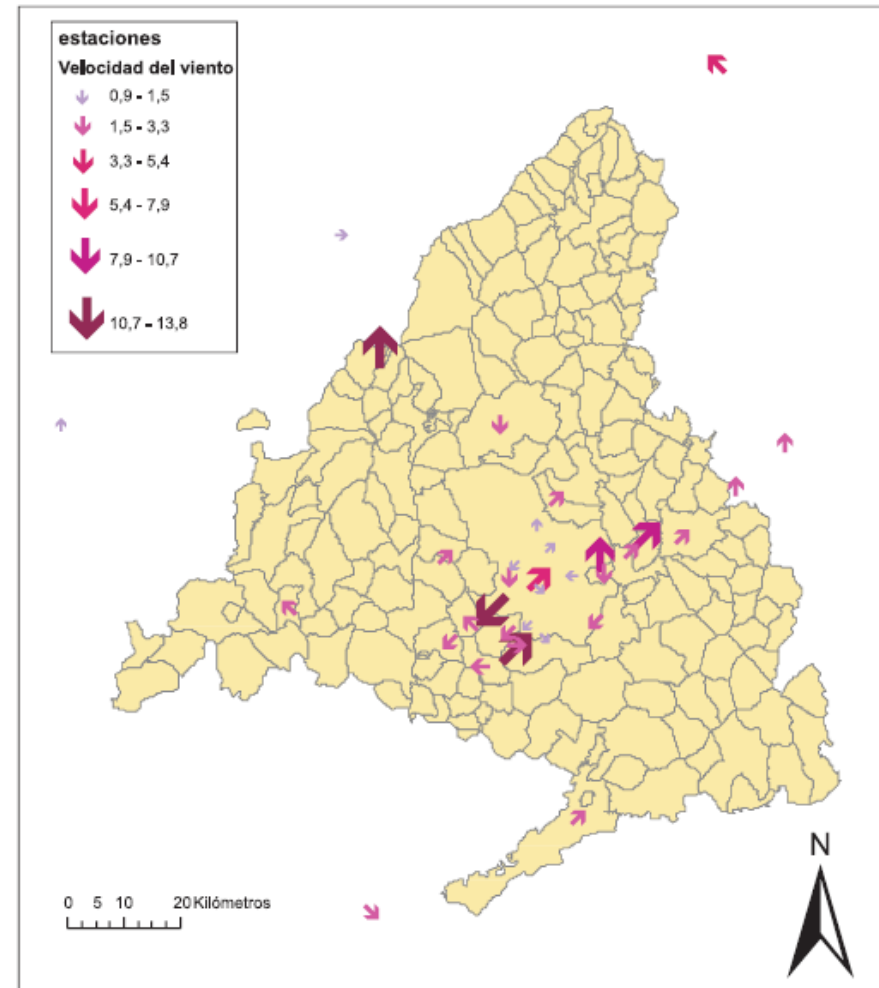 estaciones
Velocidad del viento
0,9 - 1,5
1,5 - 3,3
3,3 - 5,4
5,4 - 7,9
7,9 - 10,7
10,7 - 13,8
N
0 5 10 20 Kilómetros